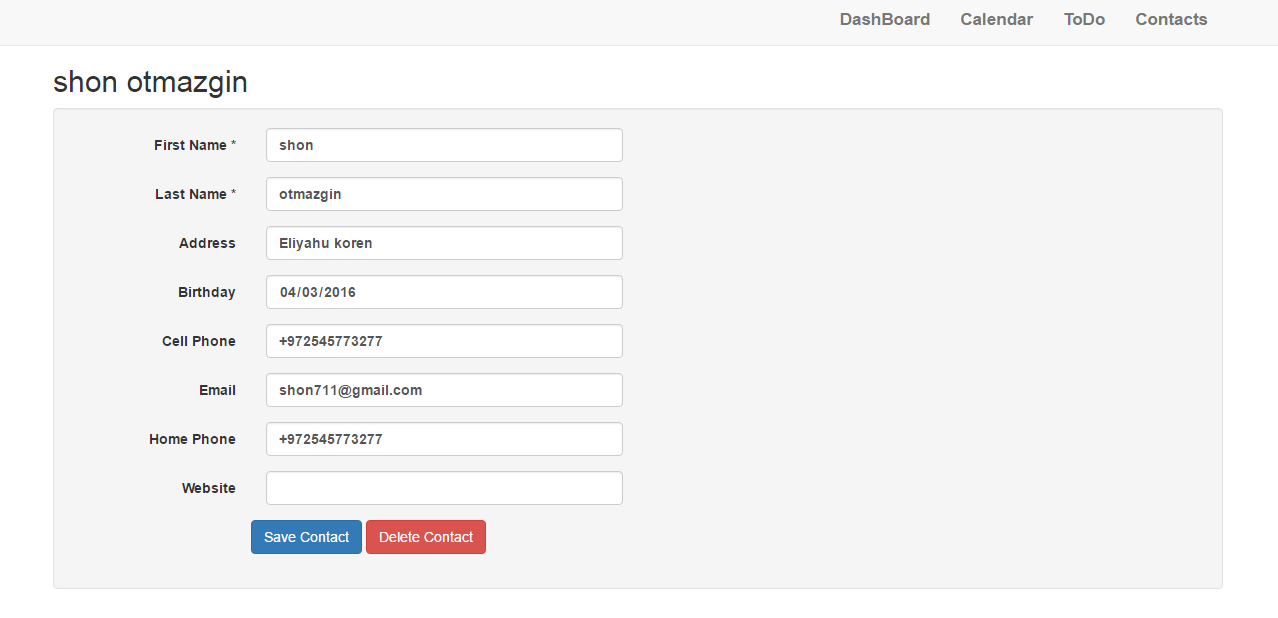 DashBoard Calendar ToDo Contacts
shon otmazgin
First Name * shon
Last Name * otmazgin
Address Eliyahu koren
Birthday 04/03/2016
Cell Phone +972545773277
Email shon711@gmail.com
Home Phone +972545773277
Website
Save Contact Delete Contact